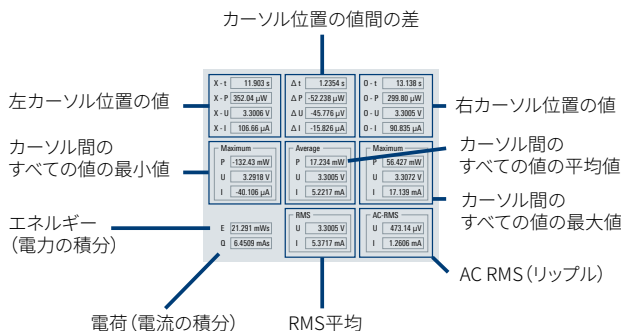 カーソル位置の値間の差
左カーソル位置の値
X - t 11.903 s
X - P 352.04 µW
X - U 3.3006 V
X - I 106.66 µA
Δ t 1.2354 s
Δ P -52.238 µW
Δ U -45.776 µV
Δ I -15.826 µA
O - t 13.138 s
O - P 299.80 µW
O - U 3.3005 V
O - I 90.835 µA
右カーソル位置の値
カーソル間の
すべての値の最小値
Maximum
P -132.43 mW
U 3.2918 V
I -40.106 µA
Average
P 17.234 mW
U 3.3005 V
I 5.2217 mA
Maximum
P 56.427 mW
U 3.3072 V
I 17.139 mA
カーソル間の
すべての値の平均値
カーソル間の
すべての値の最大値
エネルギー
（電力の積分）
E 21.291 mWs
Q 6.4509 mAs
RMS
U 3.3005 V
I 5.3717 mA
AC-RMS
U 473.14 µV
I 1.2606 mA
AC RMS（リップル）
電荷（電流の積分）
RMS平均